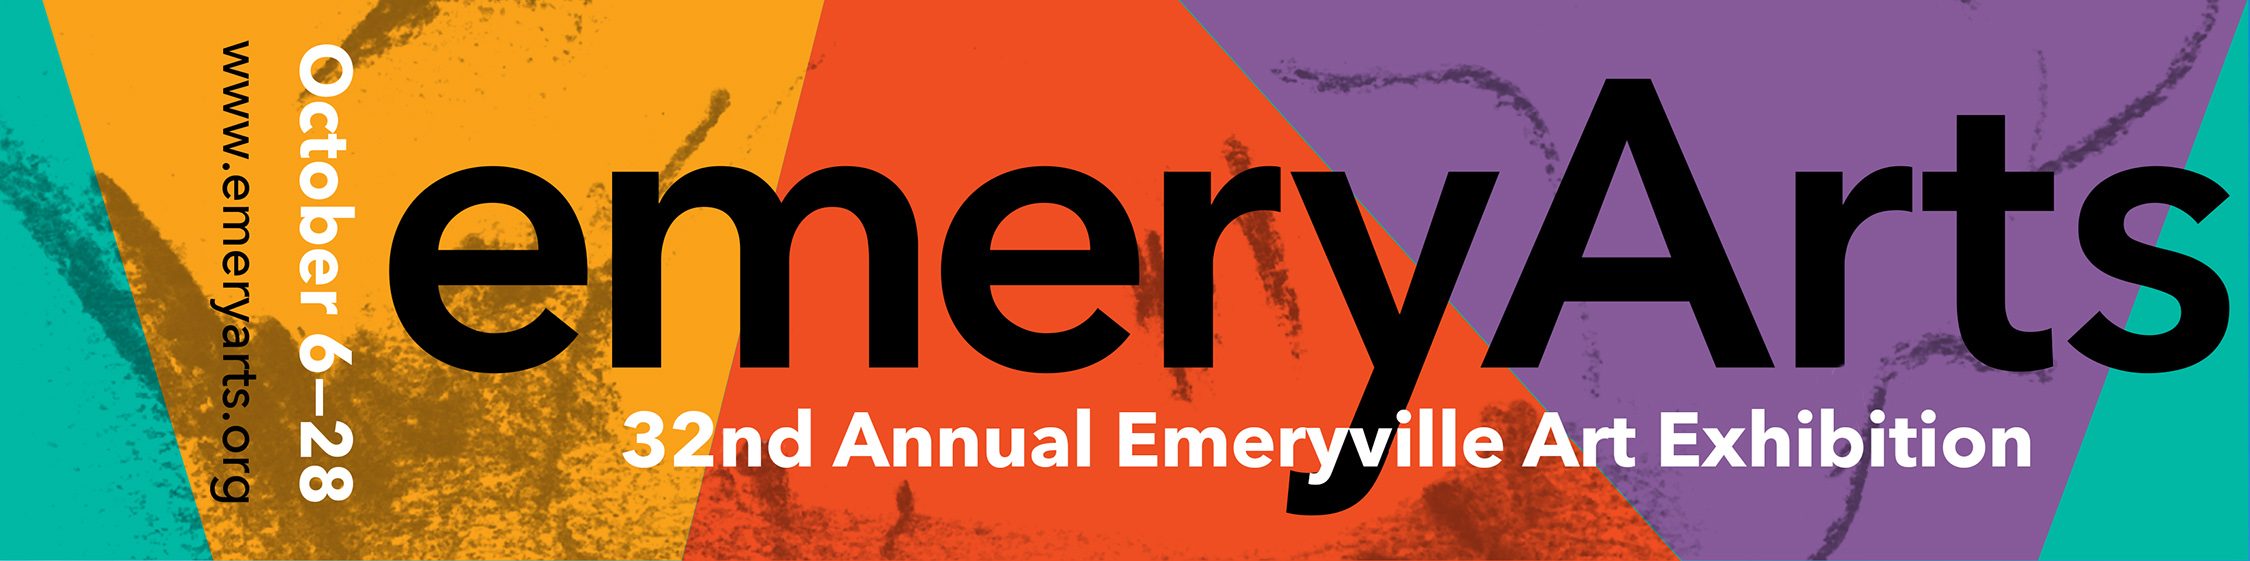 www.emeryarts.org
October 6–28
emeryArts
32nd Annual Emeryville Art Exhibition